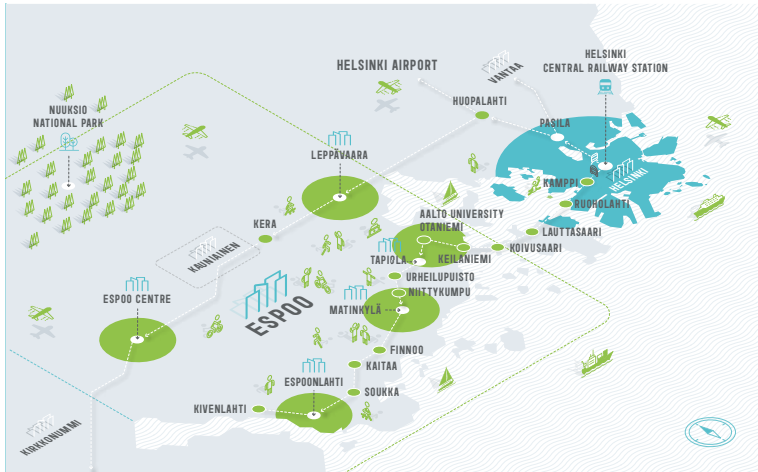 HELSINKI
CENTRAL RAILWAY STATION
HELSINKI AIRPORT
VANTAA
HUOPALAHTI
NUUKSIO
NATIONAL PARK
PASILA
LEPPÄVAARA
HELSINKI
KAMPPI
RUOHOLAHTI
AALTO UNIVERSITY
OTANIEMI
KERA
LAUTTASAARI
KAUNIAINEN
TAPIOLA
KEILANIEMI
KOIVUSAARI
URHEILUPUISTO
ESPOO CENTRE
ESPOO
NIITTYKUMPU
MATINKYLÄ
FINNOO
KAITAA
ESPOONLAHTI
SOUKKA
KIVENLAHTI
KIRKKONUMMI